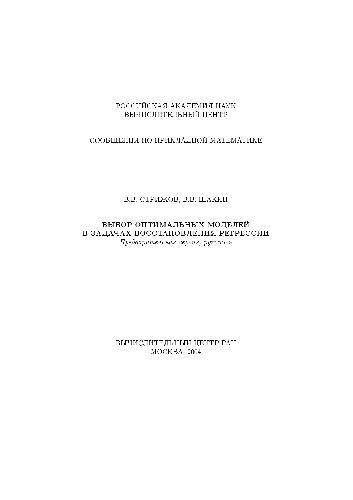 РОССИЙСКАЯ АКАДЕМИЯ НАУК
ВЫЧИСЛИТЕЛЬНЫЙ ЦЕНТР
СООБЩЕНИЯ ПО ПРИКЛАДНОЙ МАТЕМАТИКЕ
В.В. СТРИЖОВ, В.В. ШАКИН
ВЫБОР ОПТИМАЛЬНЫХ МОДЕЛЕЙ
В ЗАДАЧАХ ВОССТАНОВЛЕНИЯ РЕГРЕССИИ
ВЫЧИСЛИТЕЛЬНЫЙ ЦЕНТР РАН
МОСКВА, 2004